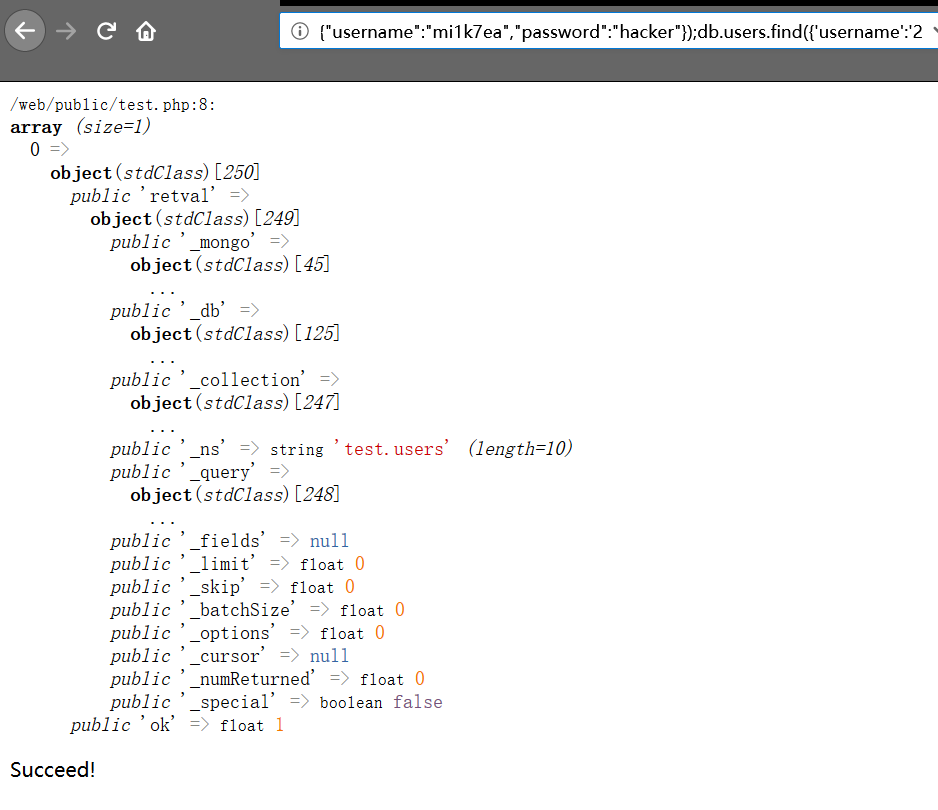 {"username":"mi1k7ea","password":"hacker"});db.users.find({'username':'2
/web/public/test.php:8:
array (size=1)
0 =>
object(stdClass)[250]
public 'retval' =>
object(stdClass)[249]
public '_mongo' =>
object(stdClass)[45]
...
public '_db' =>
object(stdClass)[125]
...
public '_collection' =>
object(stdClass)[247]
...
public '_ns' => string 'test.users' (length=10)
public '_query' =>
object(stdClass)[248]
...
public '_fields' => null
public '_limit' => float 0
public '_skip' => float 0
public '_batchSize' => float 0
public '_options' => float 0
public '_cursor' => null
public '_numReturned' => float 0
public '_special' => boolean false
public 'ok' => float 1
Succeed!